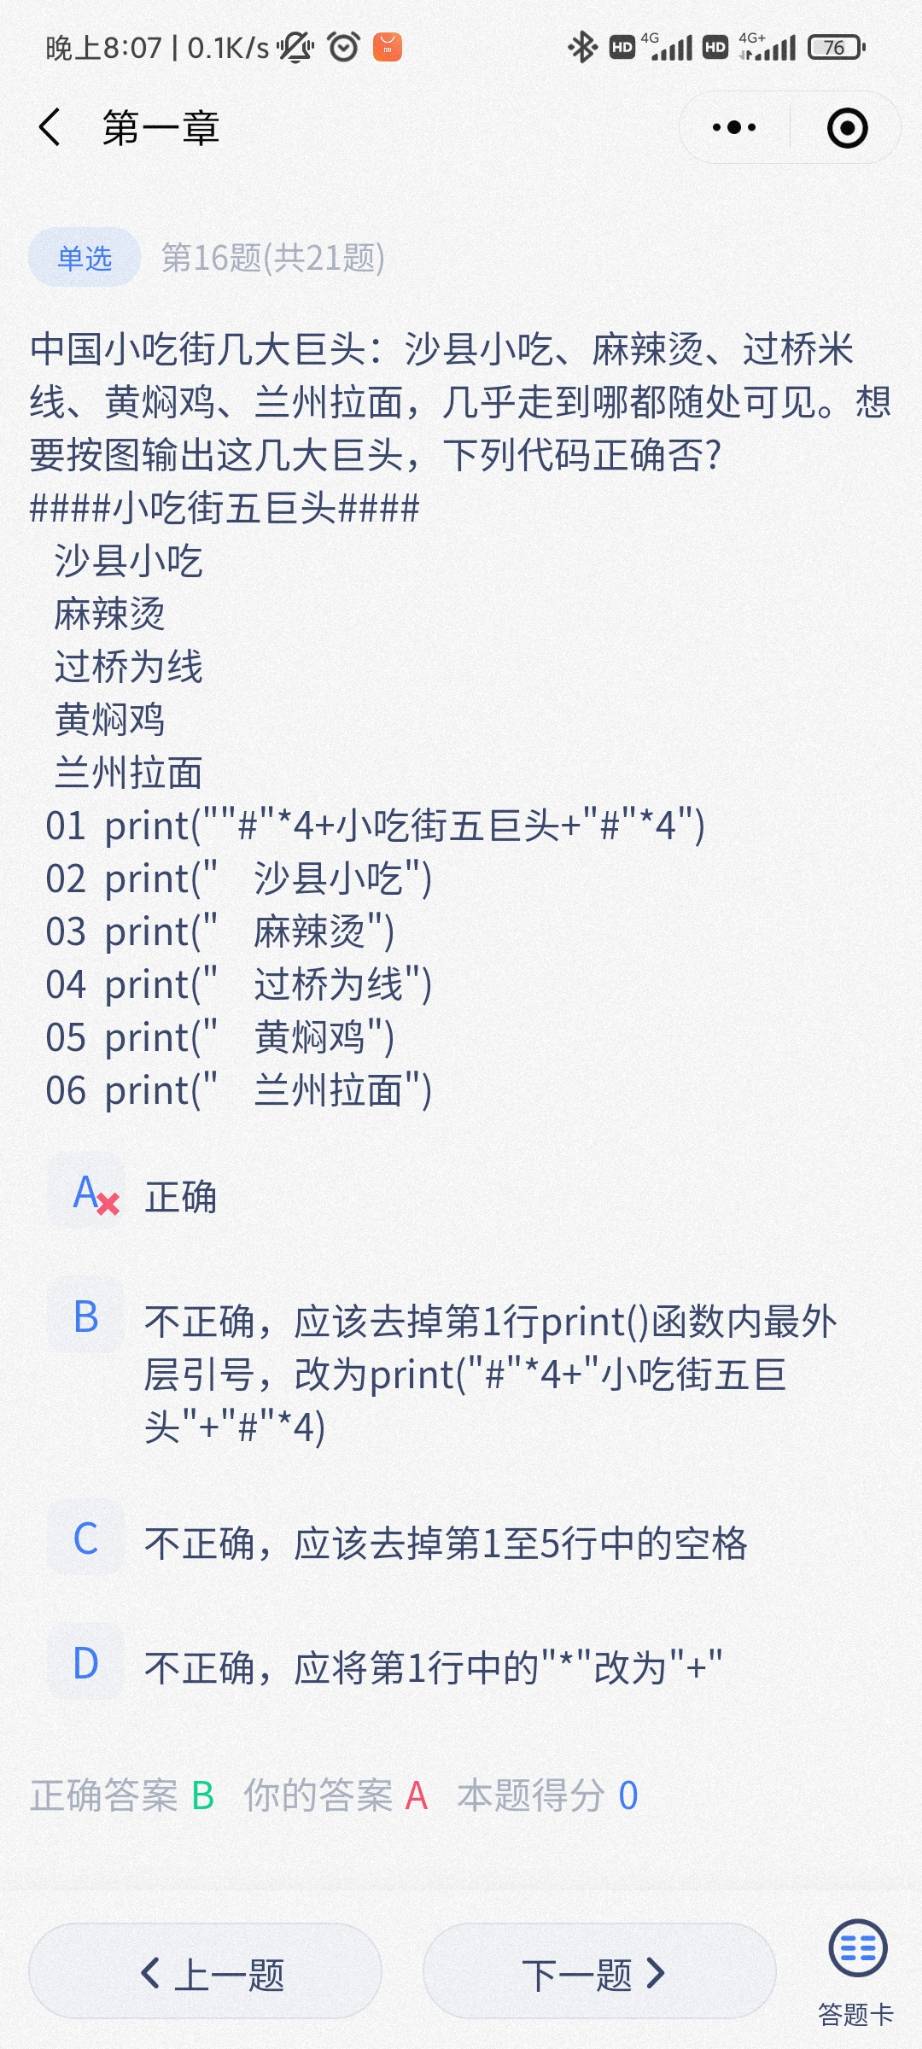 晚上8:07 | 0.1K/s
HD 4G HD 4G+ 76
第一章
单选 第16题(共21题)
中国小吃街几大巨头：沙县小吃、麻辣烫、过桥米
线、黄焖鸡、兰州拉面，几乎走到哪都随处可见。想
要按图输出这几大巨头，下列代码正确否?
####小吃街五巨头####
沙县小吃
麻辣烫
过桥为线
黄焖鸡
兰州拉面
01 print(""#"*4+小吃街五巨头+"#"*4")
02 print("   沙县小吃")
03 print("   麻辣烫")
04 print("   过桥为线")
05 print("   黄焖鸡")
06 print("   兰州拉面")
A 正确
B 不正确，应该去掉第1行print()函数内最外
层引号，改为print("#"*4+"小吃街五巨
头"+"#"*4)
C 不正确，应该去掉第1至5行中的空格
D 不正确，应将第1行中的"*"改为"+"
正确答案 B 你的答案 A 本题得分 0
上一题 下一题
答题卡